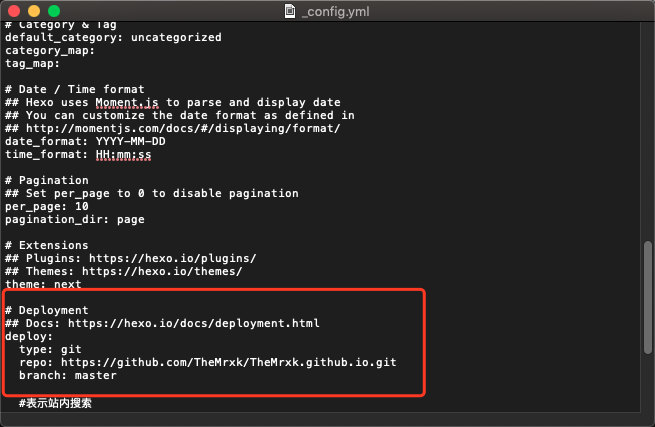 _config.yml
# Category & Tag
default_category: uncategorized
category_map:
tag_map:
# Date / Time format
## Hexo uses Moment.js to parse and display date
## You can customize the date format as defined in
## http://momentjs.com/docs/#/displaying/format/
date_format: YYYY-MM-DD
time_format: HH:mm:ss
# Pagination
## Set per_page to 0 to disable pagination
per_page: 10
pagination_dir: page
# Extensions
## Plugins: https://hexo.io/plugins/
## Themes: https://hexo.io/themes/
theme: next
# Deployment
## Docs: https://hexo.io/docs/deployment.html
deploy:
  type: git
  repo: https://github.com/TheMrxk/TheMrxk.github.io.git
  branch: master
  #表示站内搜索